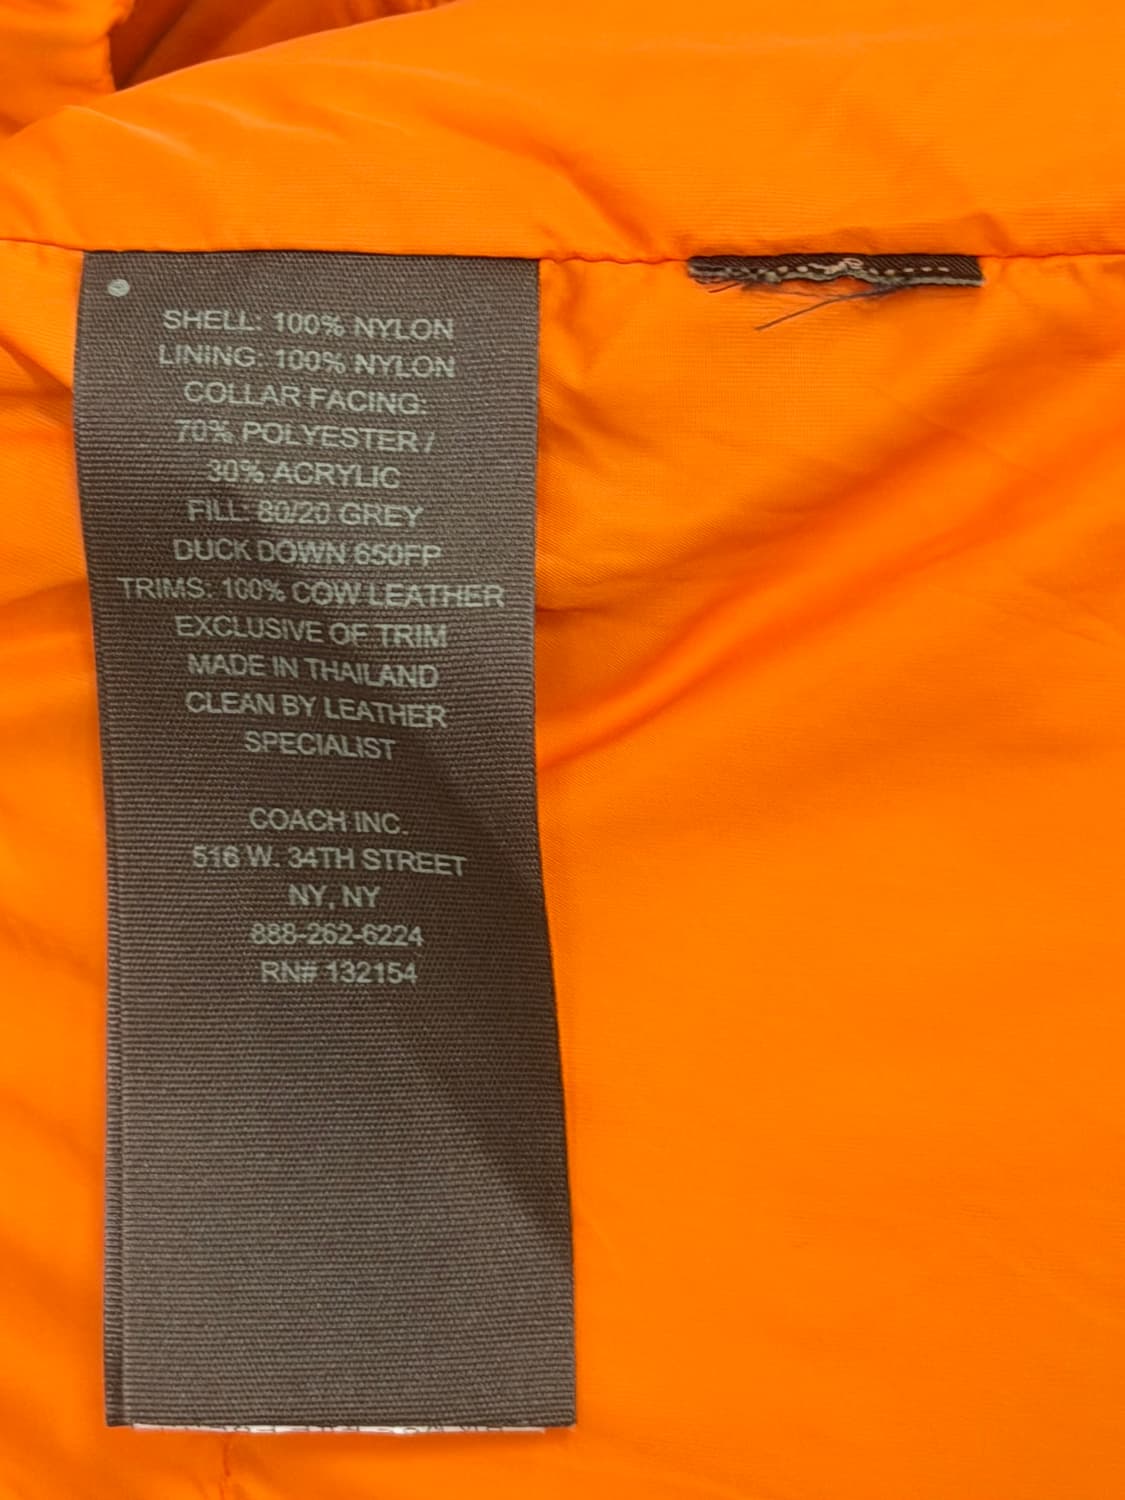 SHELL: 100% NYLON
LINING: 100% NYLON
COLLAR FACING:
70% POLYESTER /
30% ACRYLIC
FILL: 80/20 GREY
DUCK DOWN 650FP
TRIMS: 100% COW LEATHER
EXCLUSIVE OF TRIM
MADE IN THAILAND
CLEAN BY LEATHER
SPECIALIST
COACH INC.
516 W. 34TH STREET
NY, NY
888-262-6224
RN# 132154